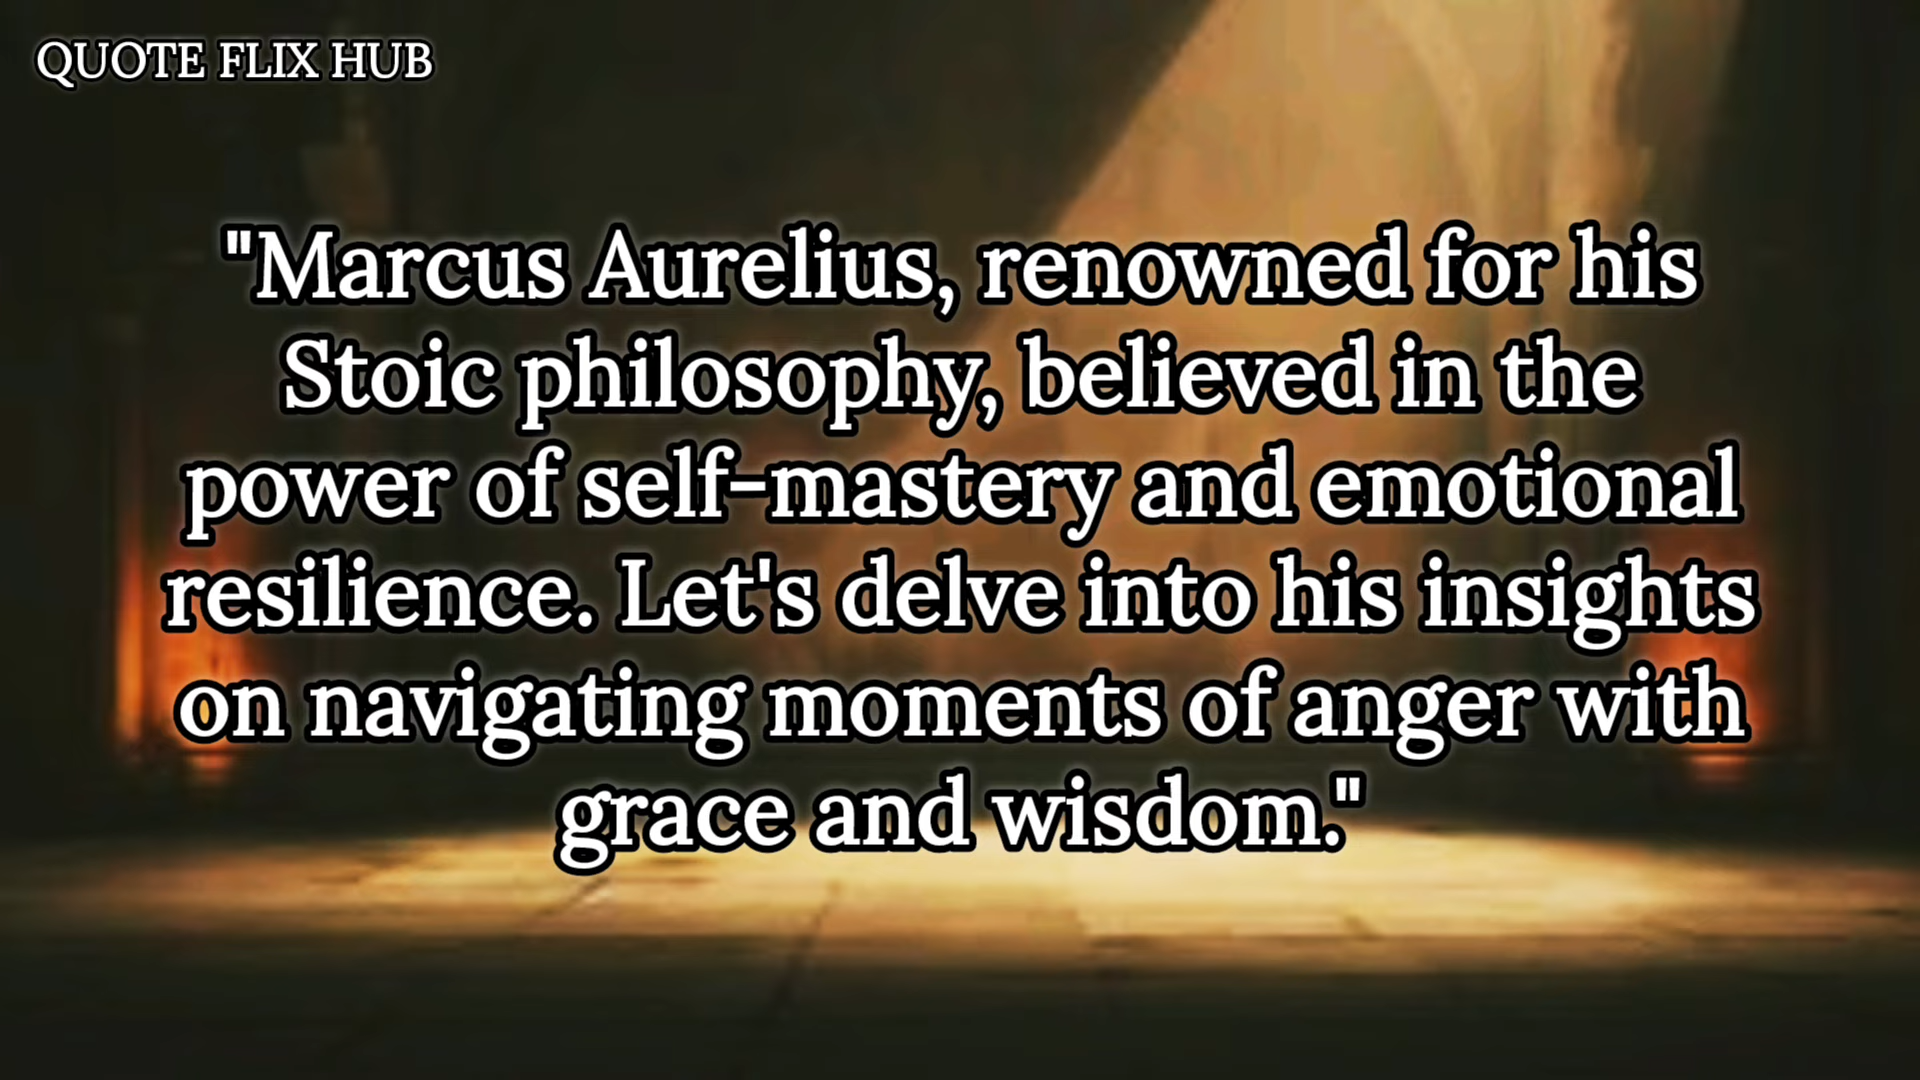 QUOTE FLIX HUB
"Marcus Aurelius, renowned for his
Stoic philosophy, believed in the
power of self-mastery and emotional
resilience. Let's delve into his insights
on navigating moments of anger with
grace and wisdom."